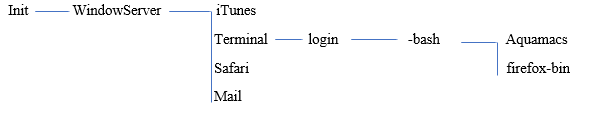 Init WindowServer iTunes
Terminal login -bash Aquamacs
Safari firefox-bin
Mail